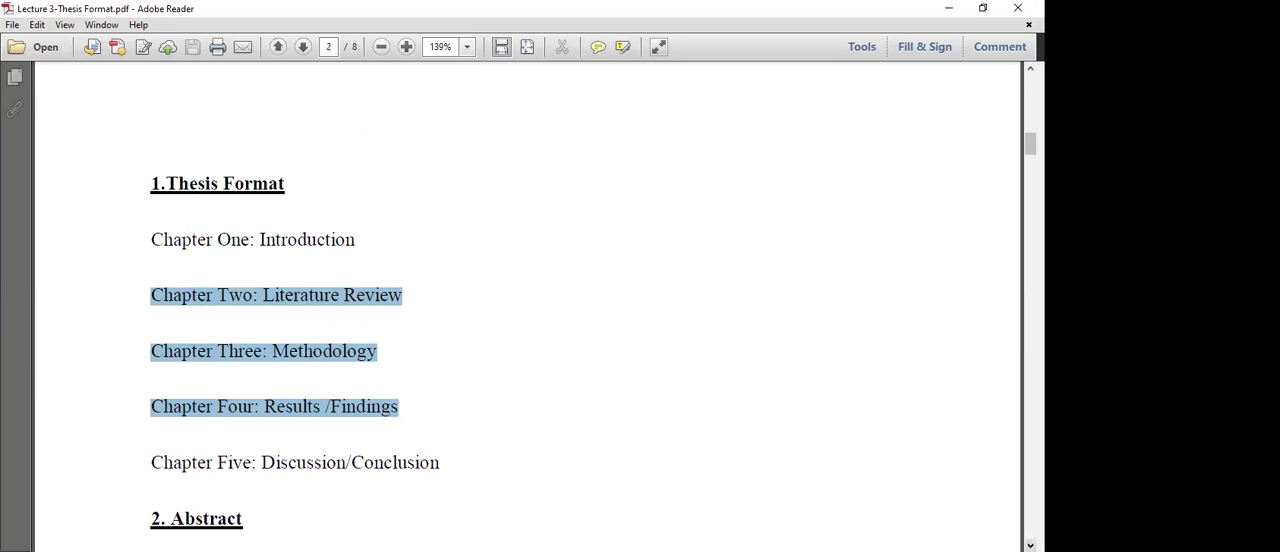 Lecture 3-Thesis Format.pdf - Adobe Reader
File Edit View Window Help
Open 2 / 8 139% Tools Fill & Sign Comment
1.Thesis Format
Chapter One: Introduction
Chapter Two: Literature Review
Chapter Three: Methodology
Chapter Four: Results /Findings
Chapter Five: Discussion/Conclusion
2. Abstract